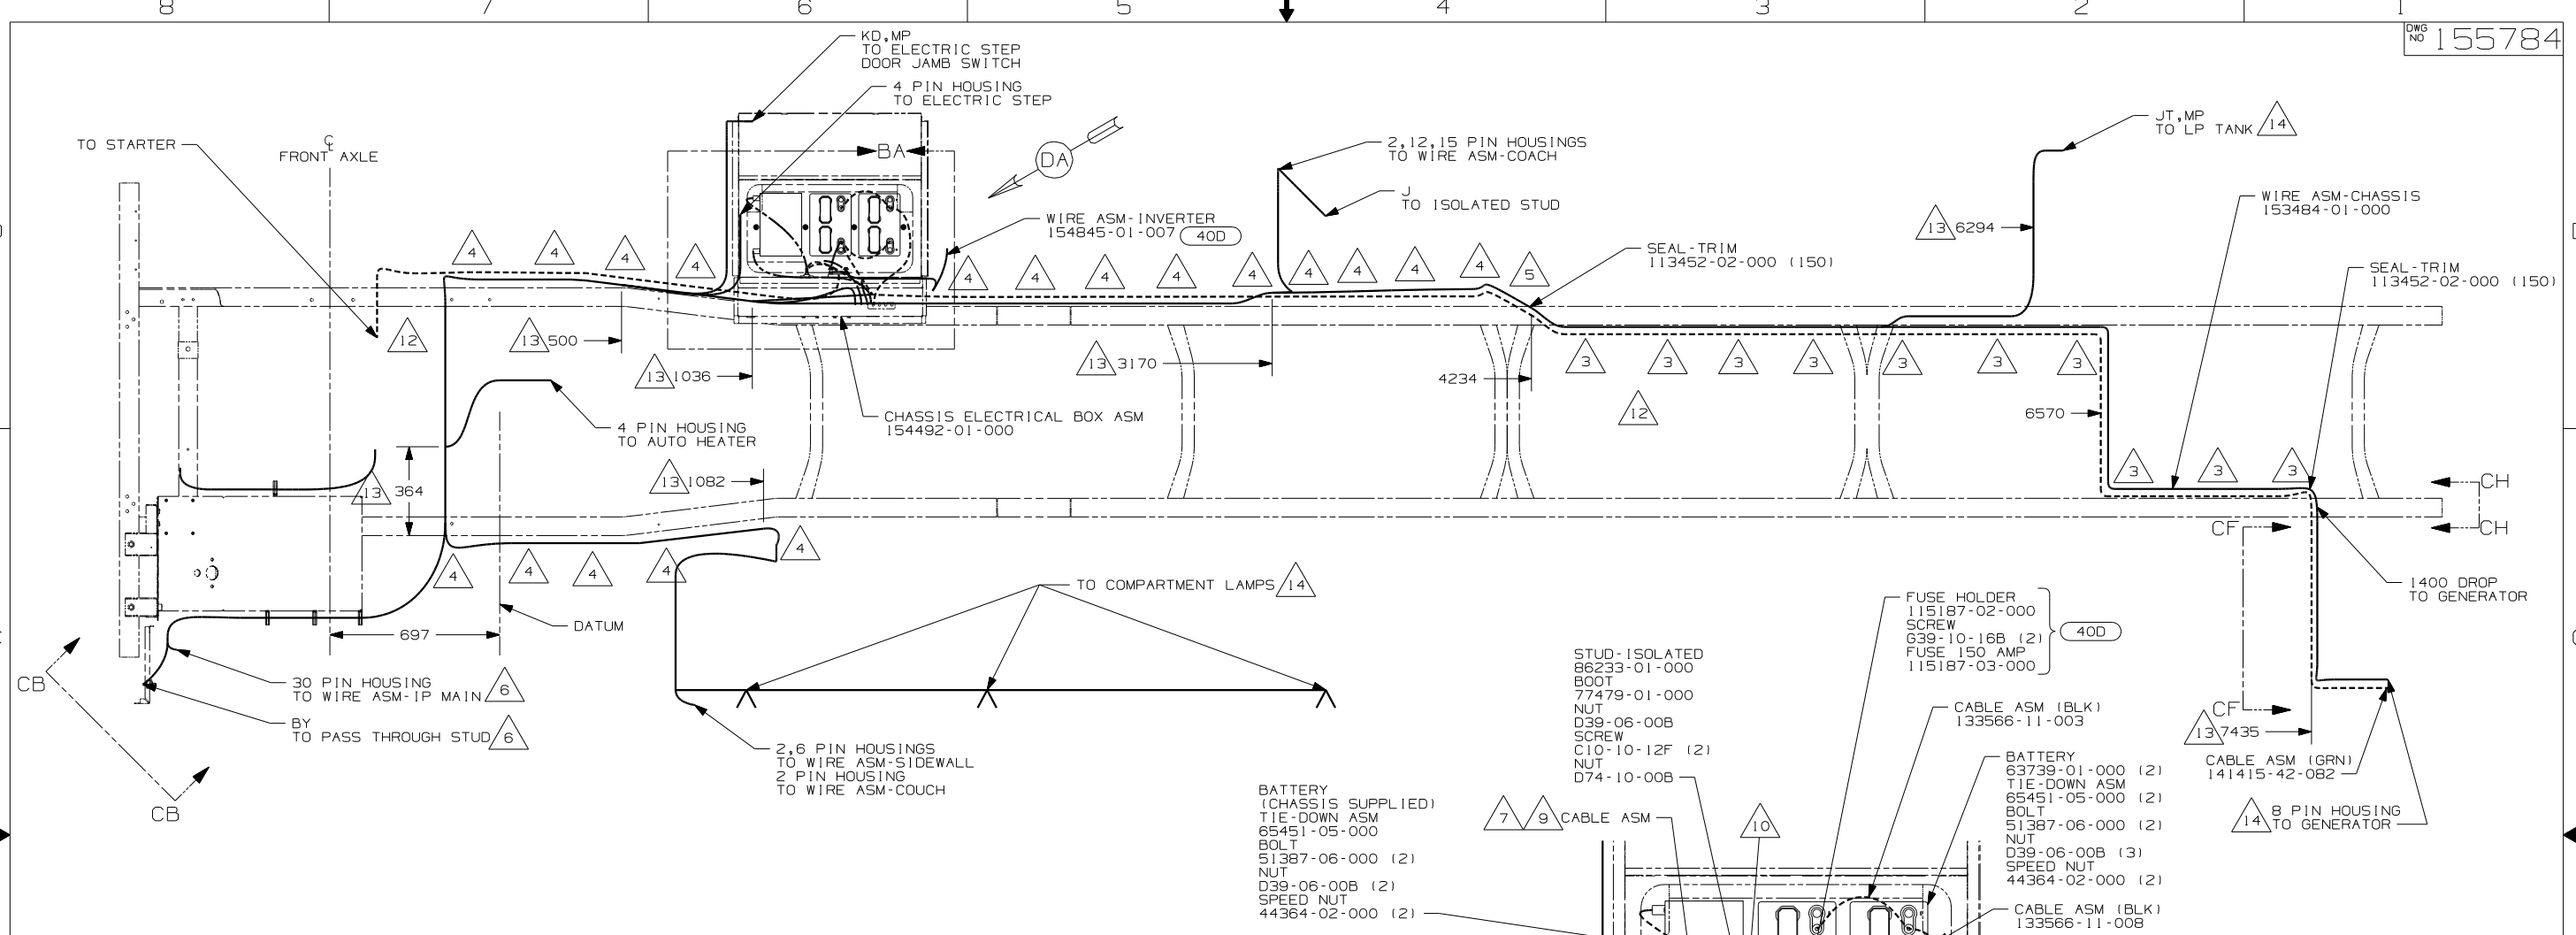 8 7 6 5 4 3 2 1
DWG NO 155784
KD,MP
TO ELECTRIC STEP
DOOR JAMB SWITCH
4 PIN HOUSING
TO ELECTRIC STEP
TO STARTER
℄
FRONT AXLE
BA
DA
2,12,15 PIN HOUSINGS
TO WIRE ASM-COACH
J
TO ISOLATED STUD
JT,MP
TO LP TANK 14
WIRE ASM-CHASSIS
153484-01-000
WIRE ASM-INVERTER
154845-01-007 40D
13 6294
SEAL-TRIM
113452-02-000 (150)
SEAL-TRIM
113452-02-000 (150)
4 4 4 4 4 4 4 4 4 4 4 4 4 5
12 13 500
13 1036
13 3170
4234
3 3 3 3 3 3 3
12
6570
CHASSIS ELECTRICAL BOX ASM
154492-01-000
4 PIN HOUSING
TO AUTO HEATER
13 364
13 1082
3 3 3
CH
CH
CF
4 4 4 4 4
TO COMPARTMENT LAMPS 14
1400 DROP
TO GENERATOR
697
DATUM
CB
CB
30 PIN HOUSING
TO WIRE ASM-IP MAIN 6
BY
TO PASS THROUGH STUD 6
2,6 PIN HOUSINGS
TO WIRE ASM-SIDEWALL
2 PIN HOUSING
TO WIRE ASM-COUCH
FUSE HOLDER
115187-02-000
SCREW
G39-10-16B (2)
FUSE 150 AMP
115187-03-000
40D
STUD-ISOLATED
86233-01-000
BOOT
77479-01-000
NUT
D39-06-00B
SCREW
C10-10-12F (2)
NUT
D74-10-00B
CABLE ASM (BLK)
133566-11-003
CF
13 7435
CABLE ASM (GRN)
141415-42-082
14 8 PIN HOUSING
TO GENERATOR
BATTERY
63739-01-000 (2)
TIE-DOWN ASM
65451-05-000 (2)
BOLT
51387-06-000 (2)
NUT
D39-06-00B (3)
SPEED NUT
44364-02-000 (2)
BATTERY
(CHASSIS SUPPLIED)
TIE-DOWN ASM
65451-05-000
BOLT
51387-06-000 (2)
NUT
D39-06-00B (2)
SPEED NUT
44364-02-000 (2)
7 9 CABLE ASM
10
CABLE ASM (BLK)
133566-11-008